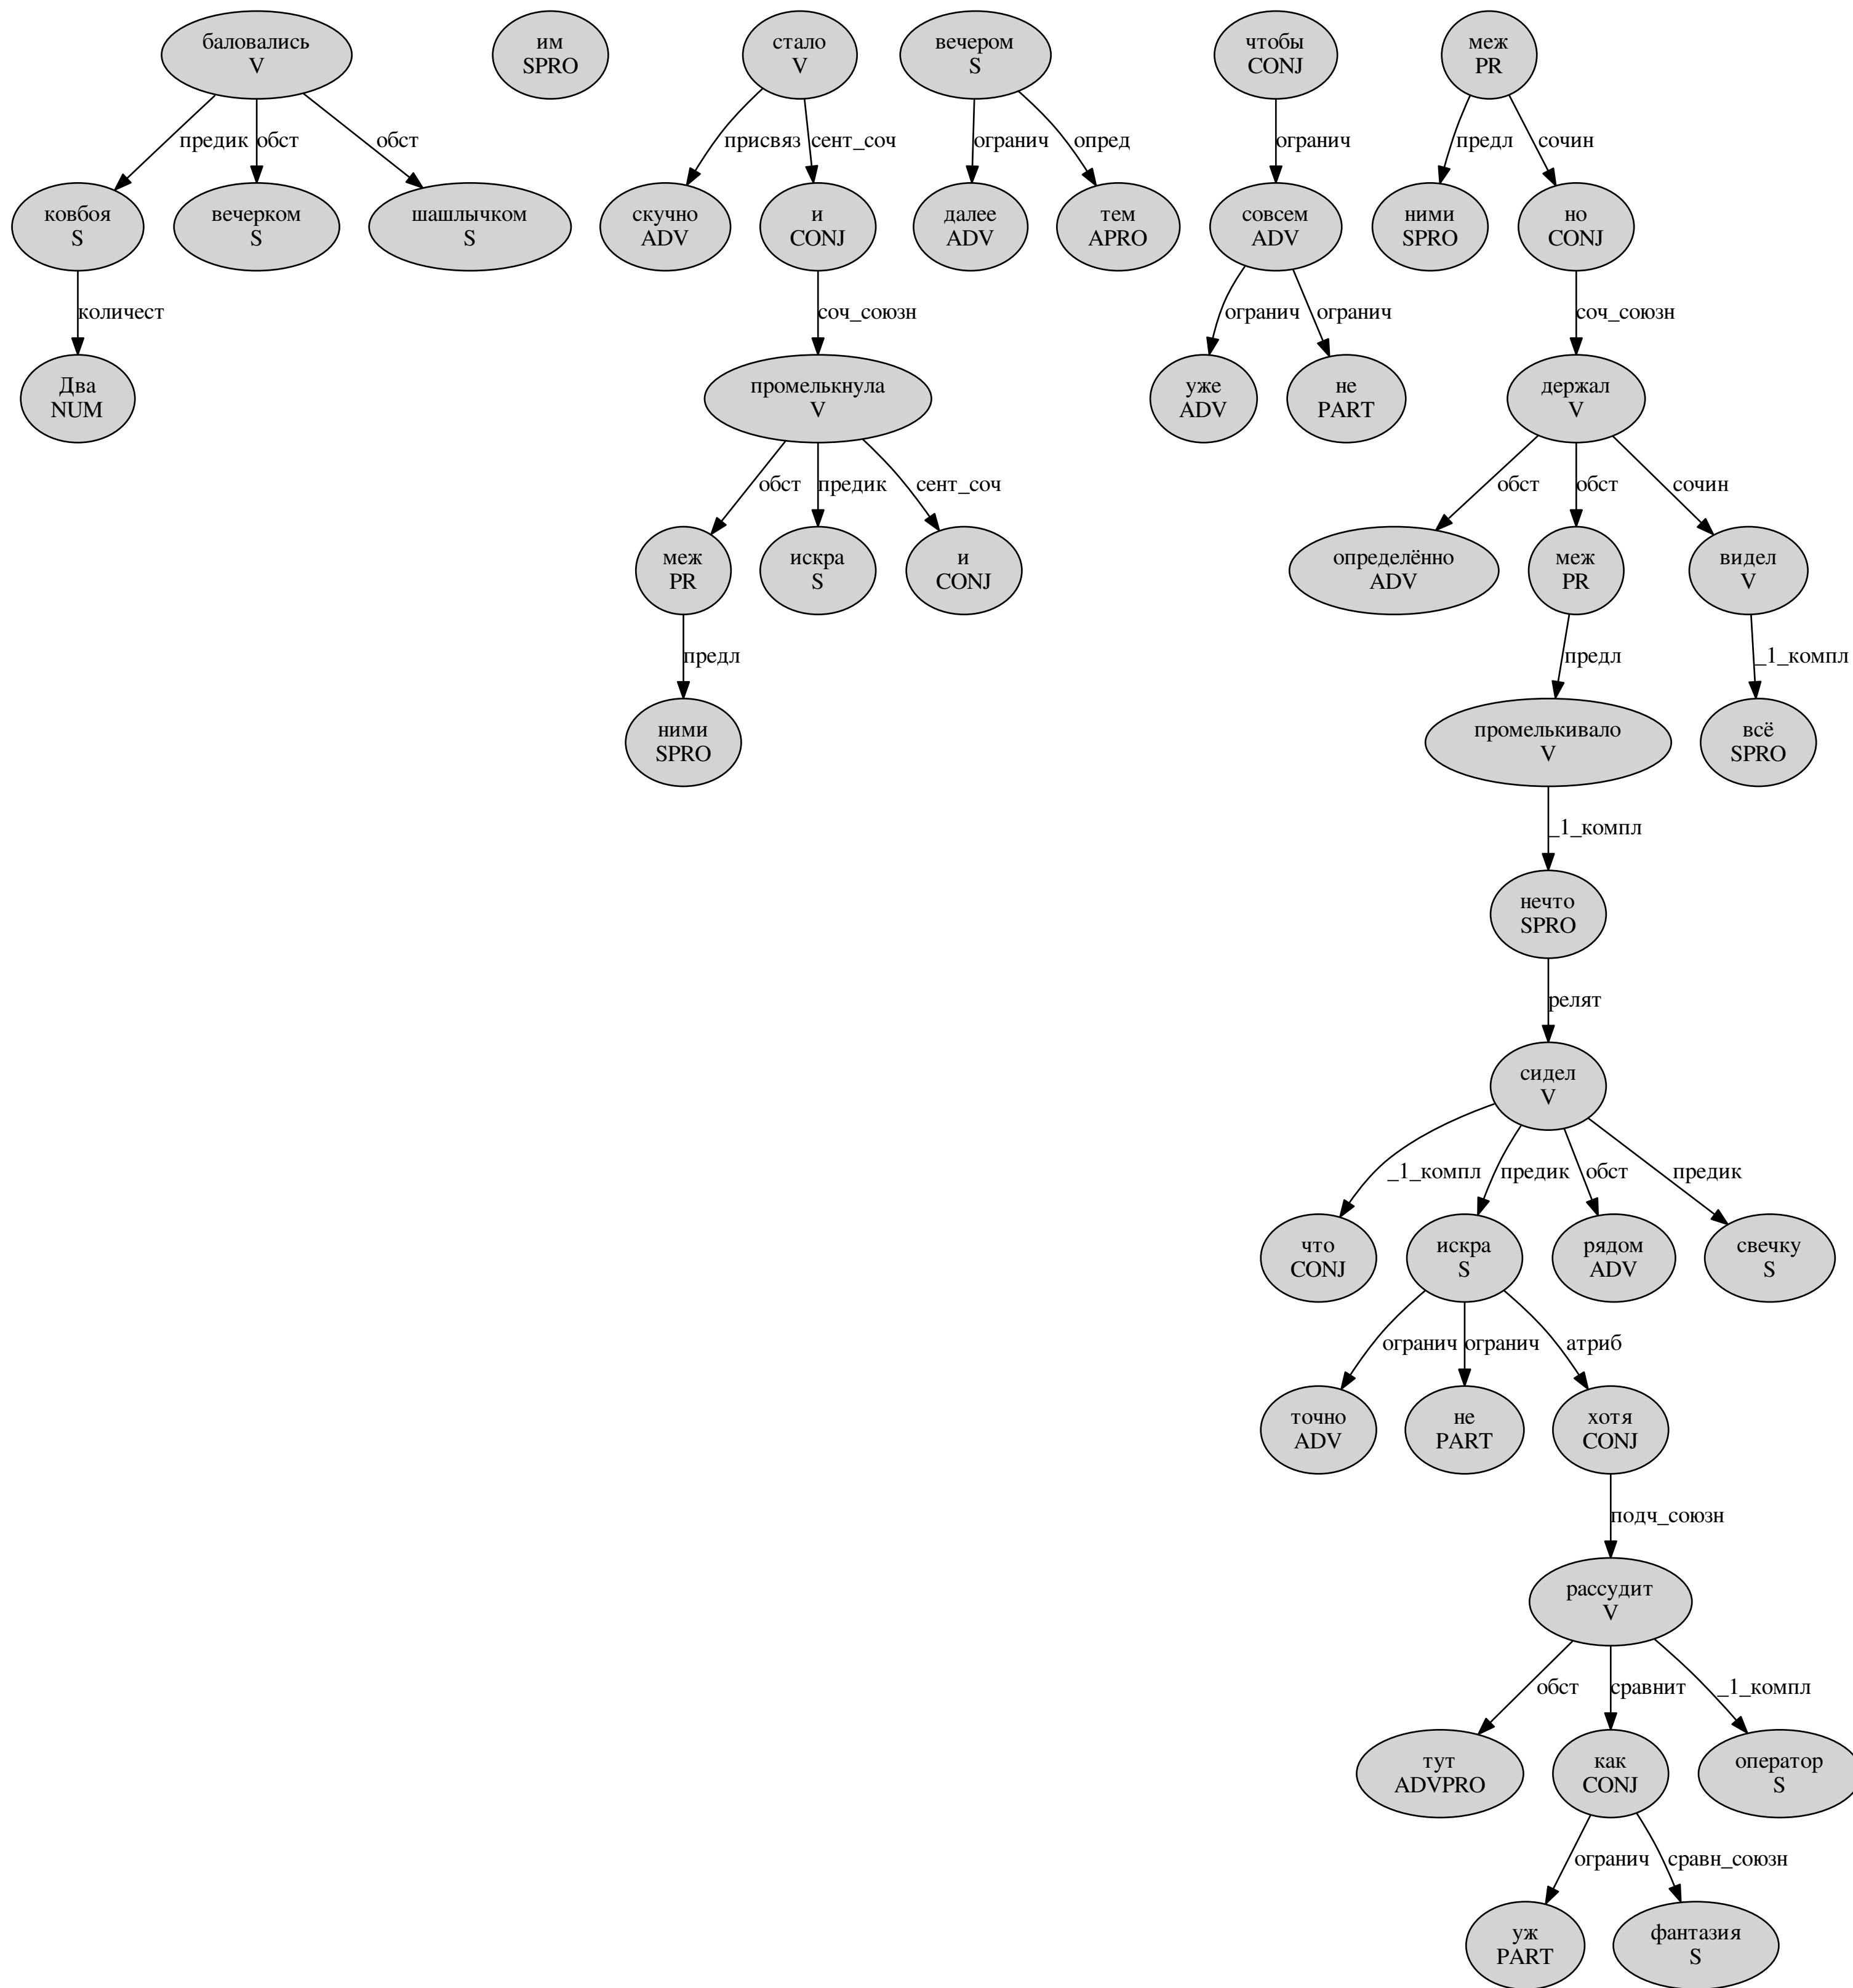 баловались
V
им
SPRO
стало
V
вечером
S
чтобы
CONJ
меж
PR
предик
обст
обст
присвяз
сент_соч
огранич
опред
огранич
предл
сочин
ковбоя
S
вечерком
S
шашлычком
S
скучно
ADV
и
CONJ
далее
ADV
тем
APRO
совсем
ADV
ними
SPRO
но
CONJ
количест
соч_союзн
огранич
огранич
соч_союзн
Два
NUM
промелькнула
V
уже
ADV
не
PART
держал
V
обст
предик
сент_соч
обст
обст
сочин
меж
PR
искра
S
и
CONJ
определённо
ADV
меж
PR
видел
V
предл
предл
_1_компл
ними
SPRO
промелькивало
V
всё
SPRO
_1_компл
нечто
SPRO
релят
сидел
V
_1_компл
предик
обст
предик
что
CONJ
искра
S
рядом
ADV
свечку
S
огранич
огранич
атриб
точно
ADV
не
PART
хотя
CONJ
подч_союзн
рассудит
V
обст
сравнит
_1_компл
тут
ADVPRO
как
CONJ
оператор
S
огранич
сравн_союзн
уж
PART
фантазия
S